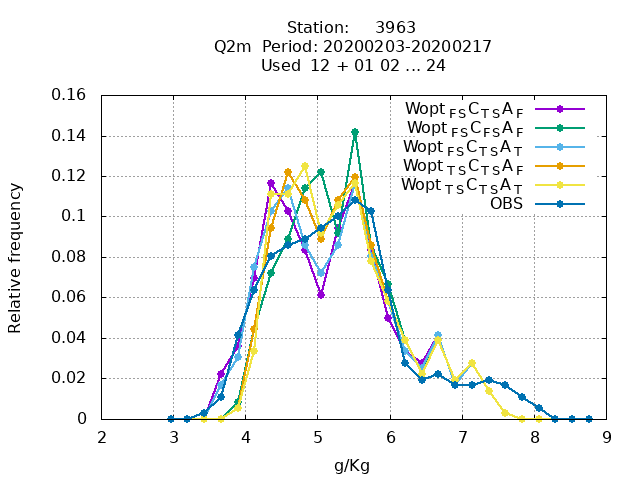 Station: 3963
Q2m Period: 20200203-20200217
Used 12 + 01 02 ... 24
0.16
0.14
0.12
0.1
0.08
0.06
0.04
0.02
0
Relative frequency
Wopt FS C TS A F
Wopt FS C FS A F
Wopt FS C TS A T
Wopt TS C TS A F
Wopt TS C TS A T
OBS
2 3 4 5 6 7 8 9
g/Kg